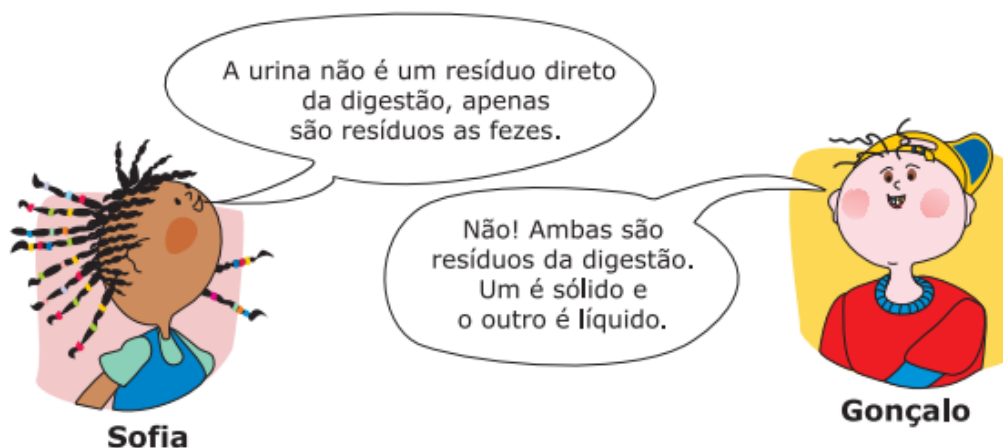 A urina não é um resíduo direto
da digestão, apenas
são resíduos as fezes.
Não! Ambas são
resíduos da digestão.
Um é sólido e
o outro é líquido.
Sofia
Gonçalo